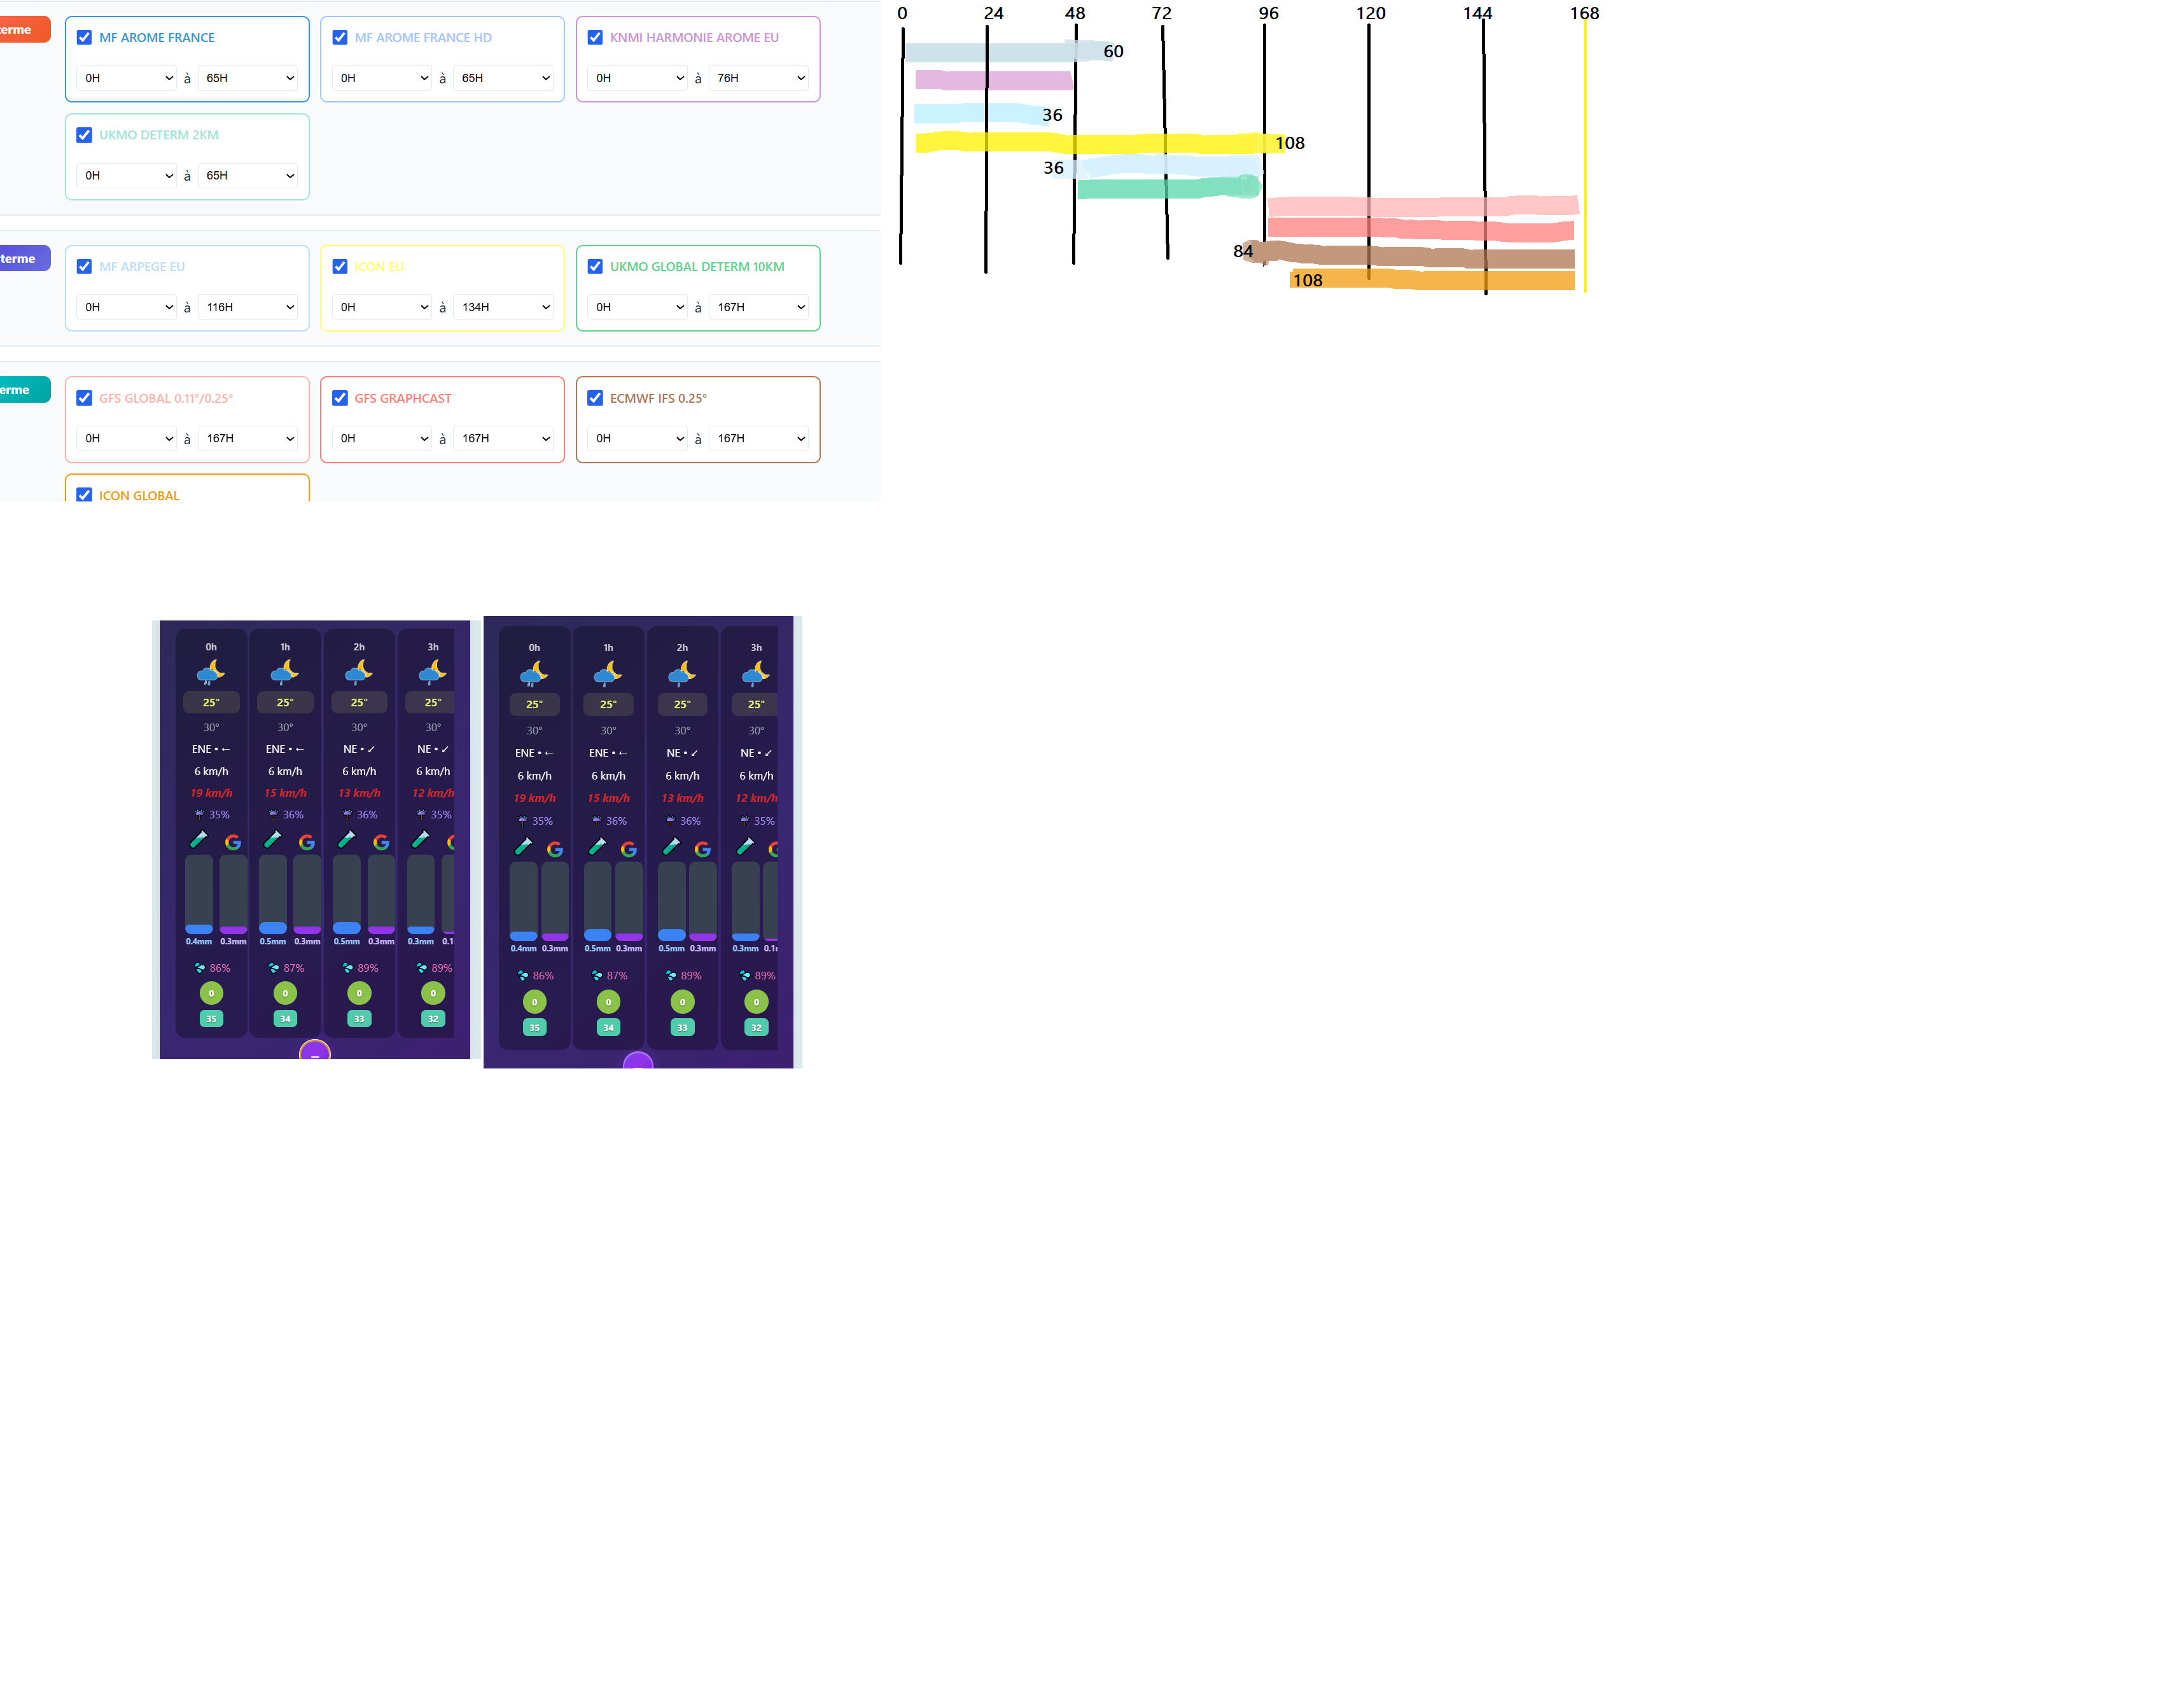 erme
MF AROME FRANCE
0H à 65H
MF AROME FRANCE HD
0H à 65H
KNMI HARMONIE AROME EU
0H à 76H
UKMO DETERM 2KM
0H à 65H
terme
MF ARPEGE EU
0H à 116H
ICON EU
0H à 134H
UKMO GLOBAL DETERM 10KM
0H à 167H
erme
GFS GLOBAL 0.11°/0.25°
0H à 167H
GFS GRAPHCAST
0H à 167H
ECMWF IFS 0.25°
0H à 167H
ICON GLOBAL
0 24 48 72 96 120 144 168
60
36
108
36
84
108
0h 1h 2h 3h
25° 25° 25° 25°
30° 30° 30° 30°
ENE • ← ENE • ← NE • ↙ NE • ↙
6 km/h 6 km/h 6 km/h 6 km/h
19 km/h 15 km/h 13 km/h 12 km/h
35% 36% 36% 35%
0.4mm 0.3mm 0.5mm 0.3mm 0.5mm 0.3mm 0.3mm 0.1
86% 87% 89% 89%
0 0 0 0
35 34 33 32
0h 1h 2h 3h
25° 25° 25° 25°
30° 30° 30° 30°
ENE • ← ENE • ← NE • ↙ NE • ↙
6 km/h 6 km/h 6 km/h 6 km/h
19 km/h 15 km/h 13 km/h 12 km/h
35% 36% 36% 35%
0.4mm 0.3mm 0.5mm 0.3mm 0.5mm 0.3mm 0.3mm 0.1
86% 87% 89% 89%
0 0 0 0
35 34 33 32